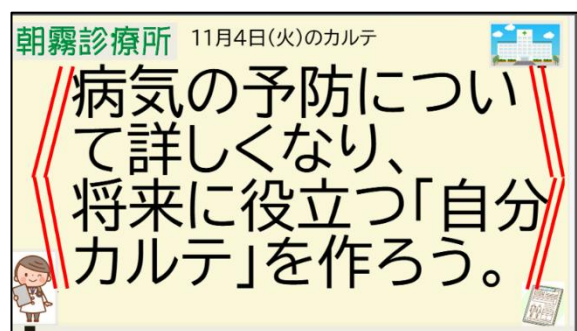 朝霧診療所
11月4日(火)のカルテ
病気の予防につい
て詳しくなり、
将来に役立つ「自分
カルテ」を作ろう。